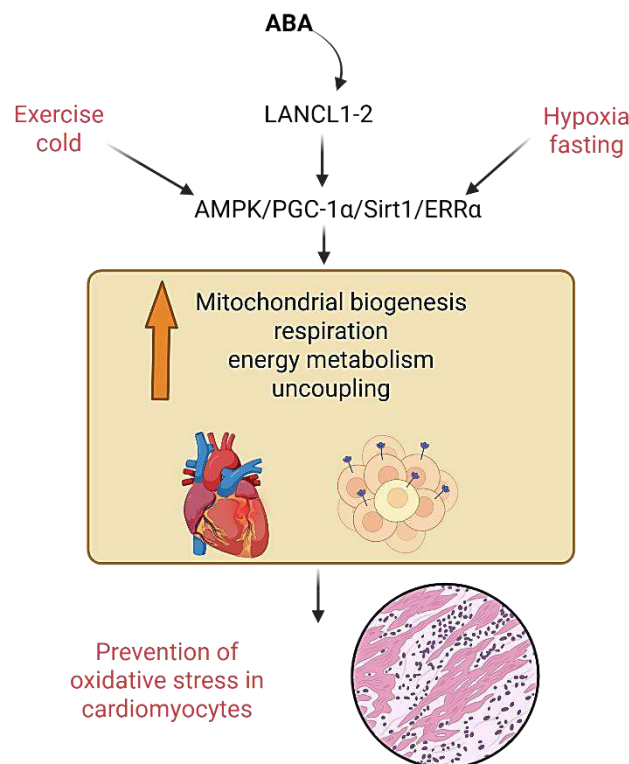 ABA
LANCL1-2
Exercise
cold
Hypoxia
fasting
AMPK/PGC-1α/Sirt1/ERRα
Mitochondrial biogenesis
respiration
energy metabolism
uncoupling
Prevention of
oxidative stress in
cardiomyocytes